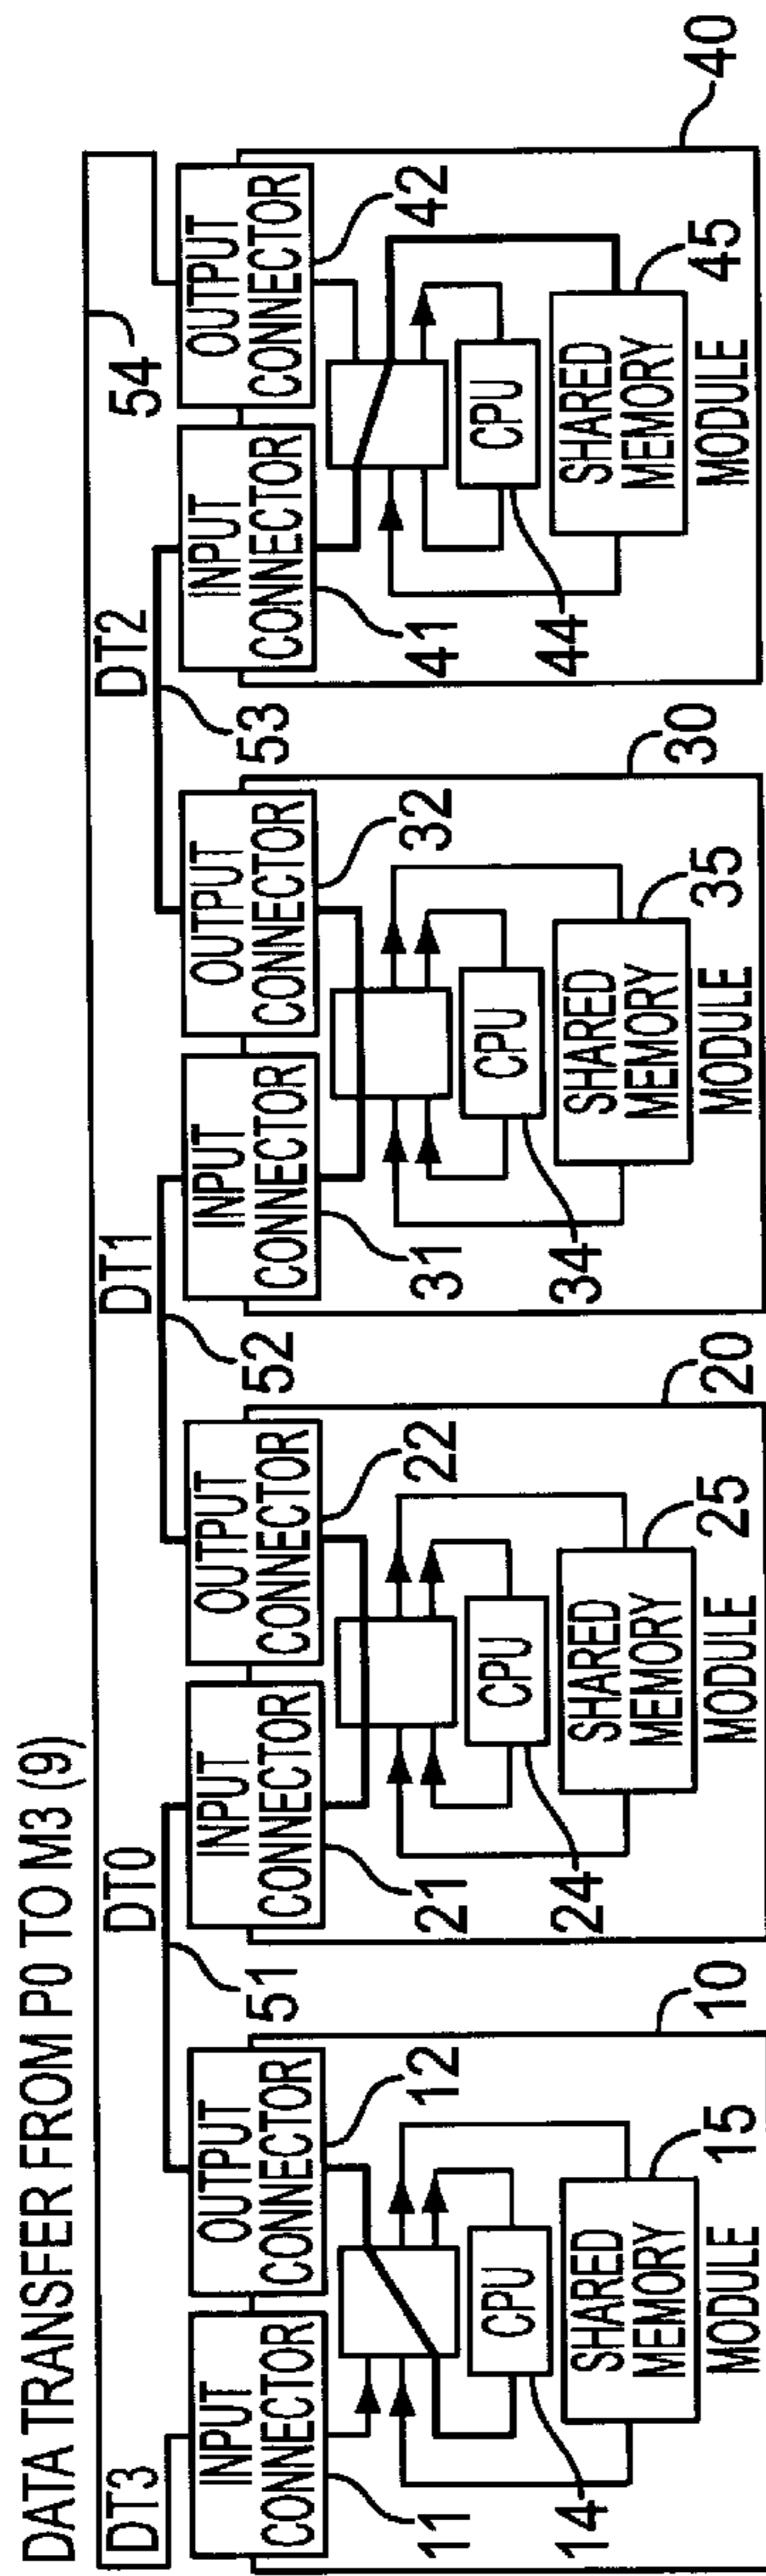 DATA TRANSFER FROM P0 TO M3 (9)
DT3
DT0
DT1
DT2
54
51
52
53
INPUT
CONNECTOR
OUTPUT
CONNECTOR
11
12
CPU
14
SHARED
MEMORY
15
MODULE
10
INPUT
CONNECTOR
OUTPUT
CONNECTOR
21
22
CPU
24
SHARED
MEMORY
25
MODULE
20
INPUT
CONNECTOR
OUTPUT
CONNECTOR
31
32
CPU
34
SHARED
MEMORY
35
MODULE
30
INPUT
CONNECTOR
OUTPUT
CONNECTOR
41
42
CPU
44
SHARED
MEMORY
45
MODULE
40